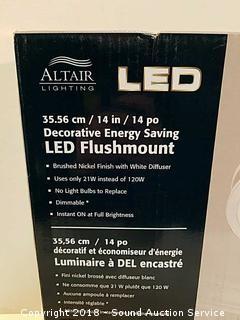 ALTAIR
LIGHTING
LED
35.56 cm / 14 in / 14 po
Decorative Energy Saving
LED Flushmount
• Brushed Nickel Finish with White Diffuser
• Uses only 21W instead of 120W
• No Light Bulbs to Replace
• Dimmable *
• Instant ON at Full Brightness
35,56 cm / 14 po
décoratif et économiseur d'énergie
Luminaire à DEL encastré
• Fini nickel brossé avec diffuseur blanc
• Ne consomme que 21 W plutôt que 120 W
• Aucune ampoule à remplacer
• Intensité réglable *
Copyright 2018 - Sound Auction Service